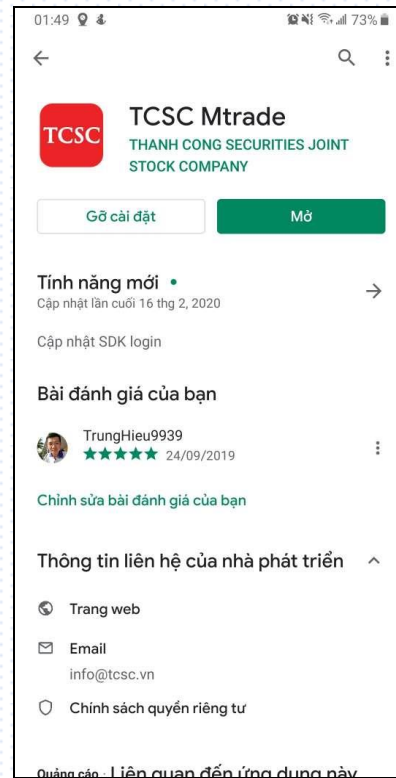 01:49
73%
TCSC
TCSC Mtrade
THANH CONG SECURITIES JOINT
STOCK COMPANY
Gỡ cài đặt
Mở
Tính năng mới •
Cập nhật lần cuối 16 thg 2, 2020
Cập nhật SDK login
Bài đánh giá của bạn
TrungHieu9939
★★★★★ 24/09/2019
Chỉnh sửa bài đánh giá của bạn
Thông tin liên hệ của nhà phát triển
Trang web
Email
info@tcsc.vn
Chính sách quyền riêng tư
Quảng cáo · Liên quan đến ứng dụng này